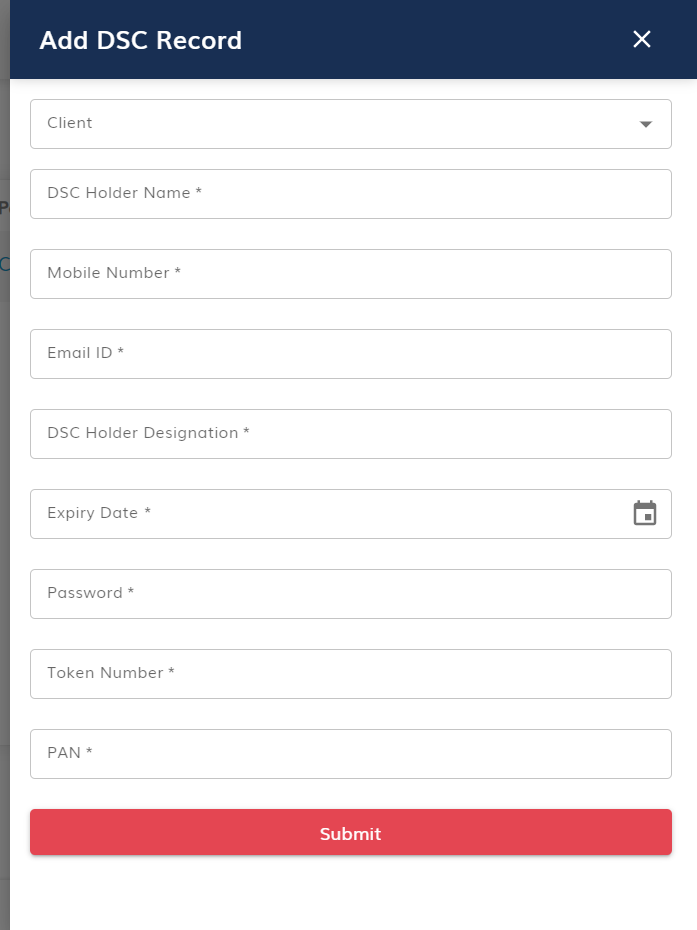 Add DSC Record
Client
DSC Holder Name *
Mobile Number *
Email ID *
DSC Holder Designation *
Expiry Date *
Password *
Token Number *
PAN *
Submit